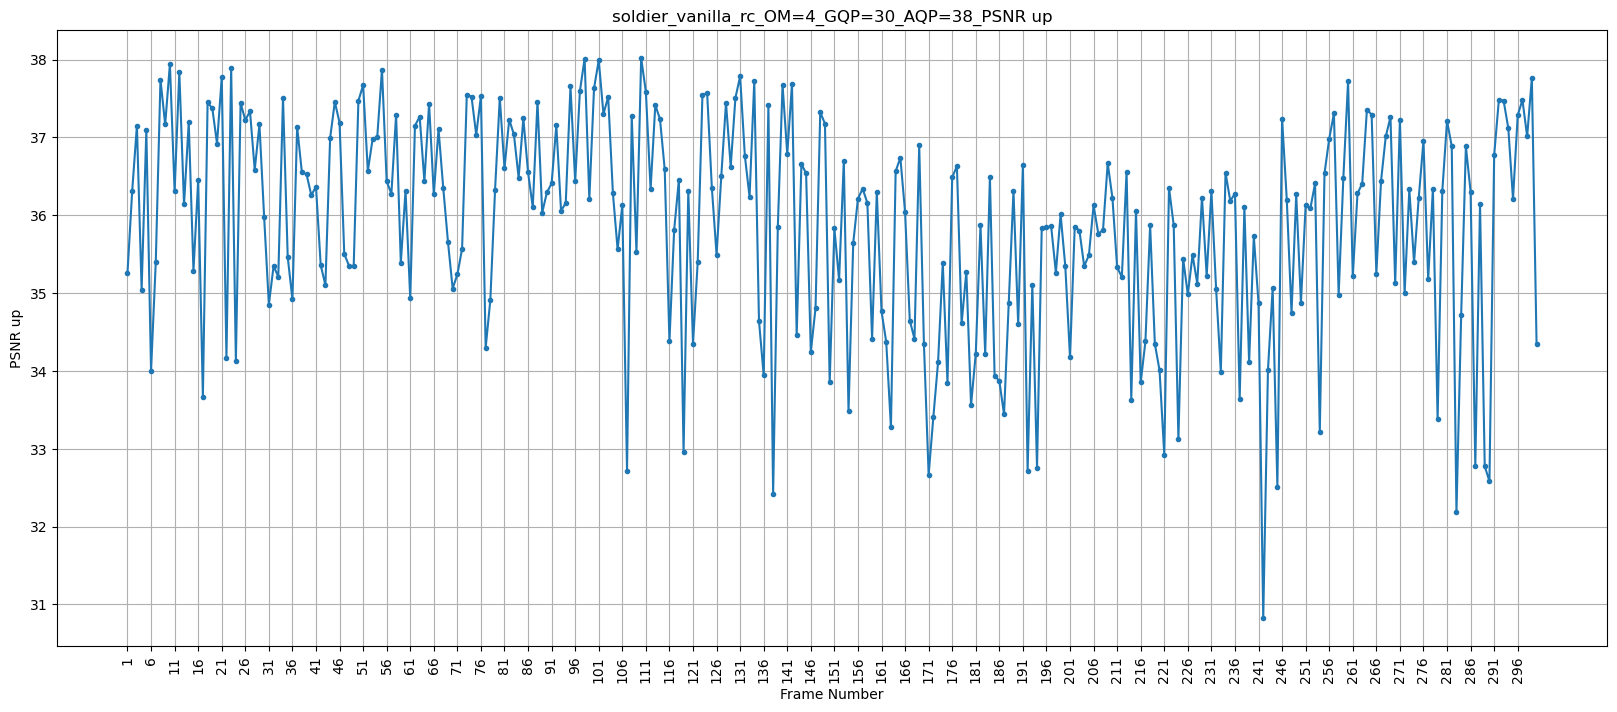 soldier_vanilla_rc_OM=4_GQP=30_AQP=38_PSNR up
PSNR up
38
37
36
35
34
33
32
31
1 6 11 16 21 26 31 36 41 46 51 56 61 66 71 76 81 86 91 96 101 106 111 116 121 126 131 136 141 146 151 156 161 166 171 176 181 186 191 196 201 206 211 216 221 226 231 236 241 246 251 256 261 266 271 276 281 286 291 296
Frame Number